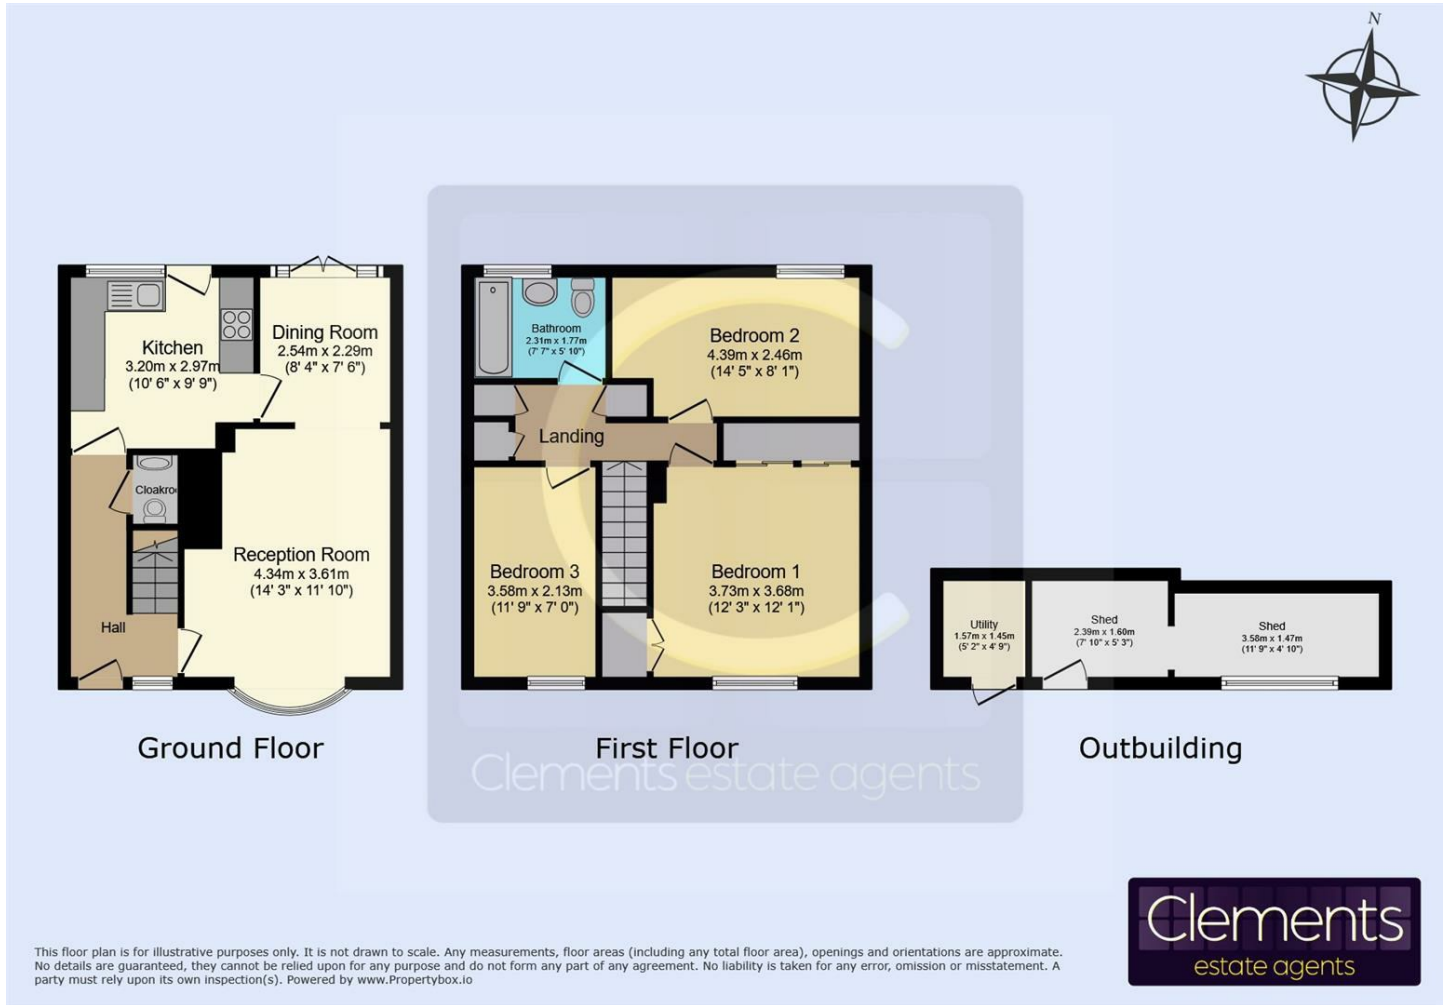 N
Kitchen
3.20m x 2.97m
(10' 6" x 9' 9")
Dining Room
2.54m x 2.29m
(8' 4" x 7' 6")
Cloakro
Reception Room
4.34m x 3.61m
(14' 3" x 11' 10")
Hall
Ground Floor
Bathroom
2.31m x 1.77m
(7' 7" x 5' 10")
Bedroom 2
4.39m x 2.46m
(14' 5" x 8' 1")
Landing
Bedroom 3
3.58m x 2.13m
(11' 9" x 7' 0")
Bedroom 1
3.73m x 3.68m
(12' 3" x 12' 1")
First Floor
Clements estate agents
Utility
1.57m x 1.45m
(5' 2" x 4' 9")
Shed
2.39m x 1.60m
(7' 10" x 5' 3")
Shed
3.58m x 1.47m
(11' 9" x 4' 10")
Outbuilding
Clements
estate agents
This floor plan is for illustrative purposes only. It is not drawn to scale. Any measurements, floor areas (including any total floor area), openings and orientations are approximate.
No details are guaranteed, they cannot be relied upon for any purpose and do not form any part of any agreement. No liability is taken for any error, omission or misstatement. A
party must rely upon its own inspection(s). Powered by www.Propertybox.io